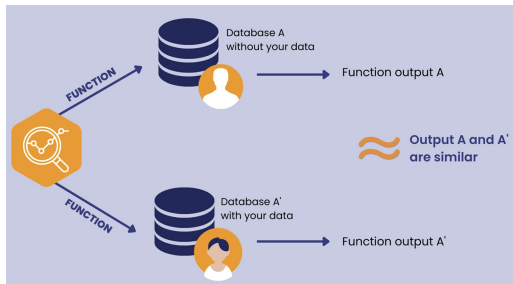 Database A
without your data
FUNCTION
Function output A
Output A and A'
are similar
Database A'
with your data
FUNCTION
Function output A'